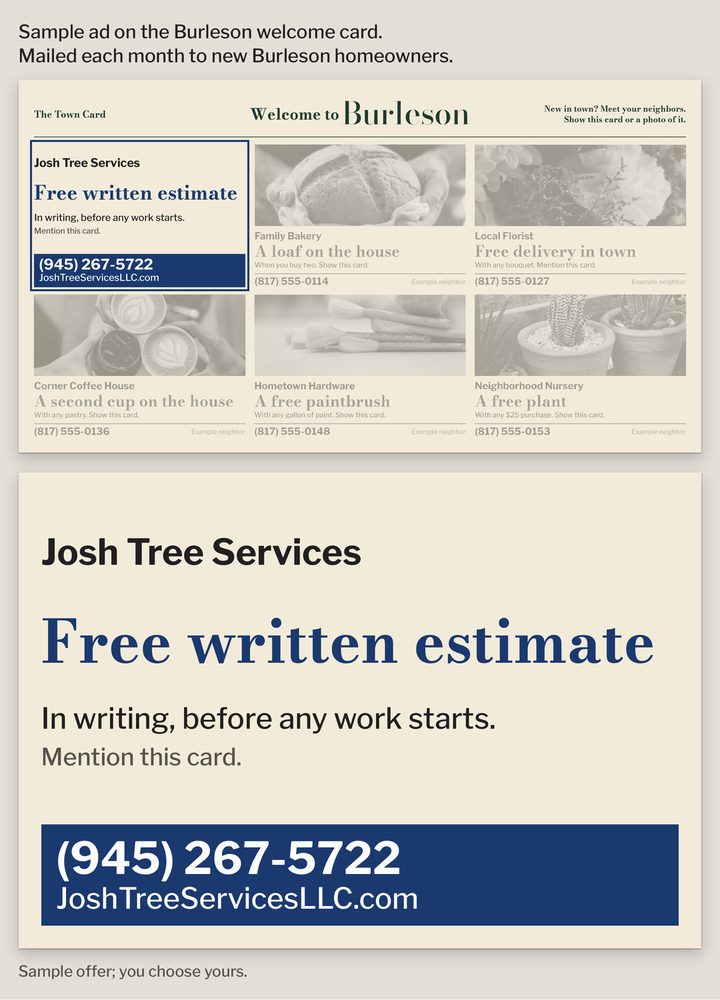 Sample ad on the Burleson welcome card.
Mailed each month to new Burleson homeowners.
The Town Card
Welcome to Burleson
New in town? Meet your neighbors.
Show this card or a photo of it.
Josh Tree Services
Free written estimate
In writing, before any work starts.
Mention this card.
(945) 267-5722
JoshTreeServicesLLC.com
Family Bakery
A loaf on the house
When you buy two. Show this card.
(817) 555-0114
Example neighbor
Local Florist
Free delivery in town
With any bouquet. Mention this card.
(817) 555-0127
Example neighbor
Corner Coffee House
A second cup on the house
With any pastry. Show this card.
(817) 555-0136
Example neighbor
Hometown Hardware
A free paintbrush
With any gallon of paint. Show this card.
(817) 555-0148
Example neighbor
Neighborhood Nursery
A free plant
With any $25 purchase. Show this card.
(817) 555-0153
Example neighbor
Josh Tree Services
Free written estimate
In writing, before any work starts.
Mention this card.
(945) 267-5722
JoshTreeServicesLLC.com
Sample offer; you choose yours.